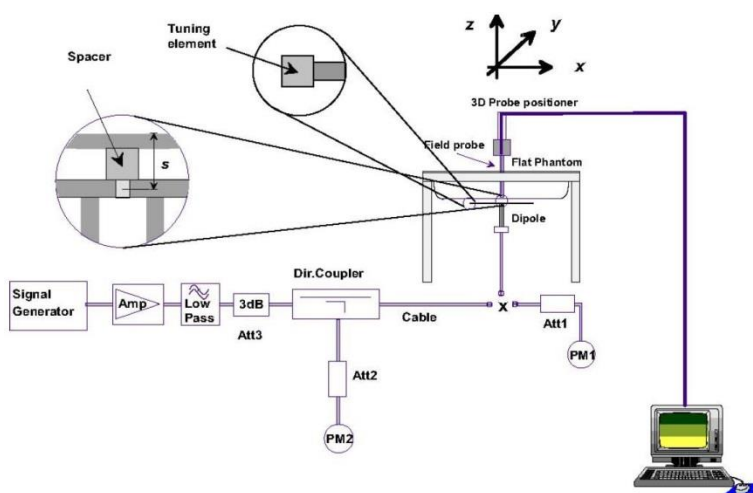 Tuning
element
z
y
x
Spacer
3D Probe positioner
s
Field probe
Flat Phantom
Dipole
Dir.Coupler
Signal
Generator
Amp
Low
Pass
3dB
Att3
Cable
x
Att1
PM1
Att2
PM2